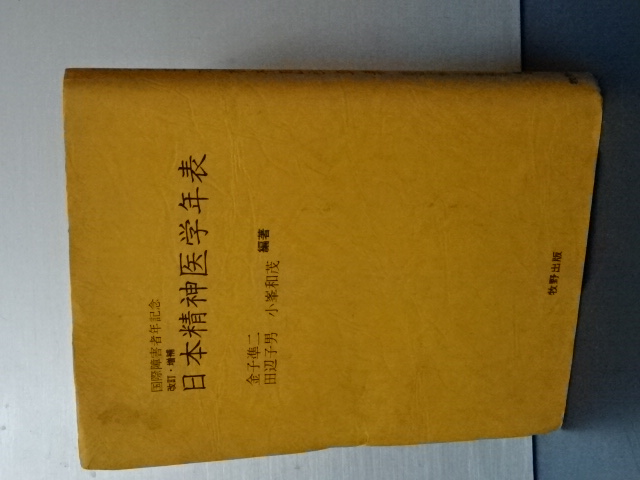 国際障害者年記念
改訂・増補
日本精神医学年表
金子準二
田辺子男 小峯和茂 編著
牧野出版